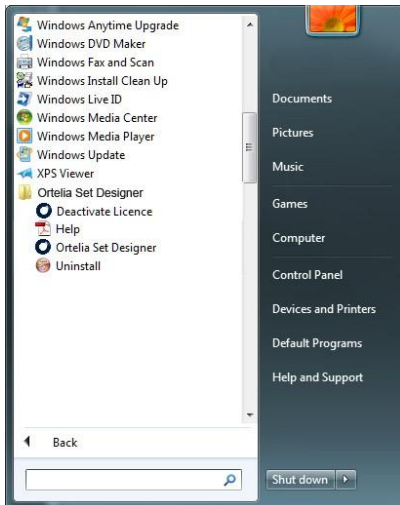 Windows Anytime Upgrade
Windows DVD Maker
Windows Fax and Scan
Windows Install Clean Up
Windows Live ID
Windows Media Center
Windows Media Player
Windows Update
XPS Viewer
Ortelia Set Designer
Deactivate Licence
Help
Ortelia Set Designer
Uninstall
Back
Documents
Pictures
Music
Games
Computer
Control Panel
Devices and Printers
Default Programs
Help and Support
Shut down